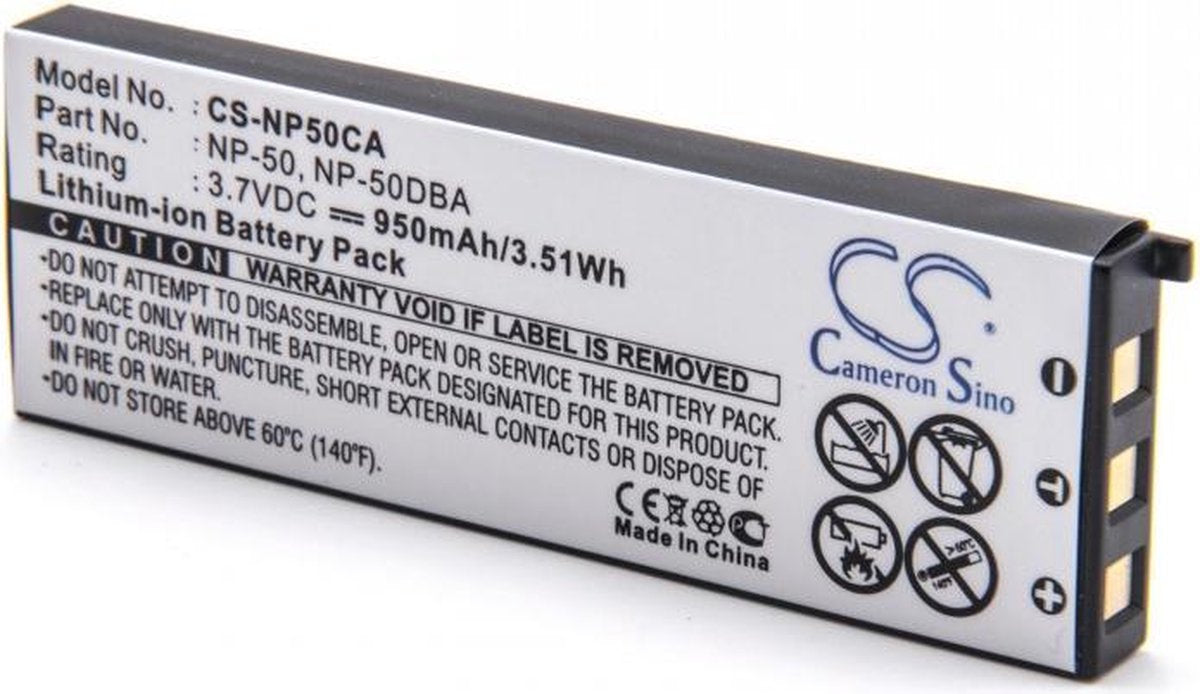 Model No. : CS-NP50CA
Part No. : NP-50, NP-50DBA
Rating : 3.7VDC ⎓ 950mAh/3.51Wh
Lithium-ion Battery Pack
CAUTION WARRANTY VOID IF LABEL IS REMOVED
•DO NOT ATTEMPT TO DISASSEMBLE, OPEN OR SERVICE THE BATTERY PACK.
•REPLACE ONLY WITH THE BATTERY PACK DESIGNATED FOR THIS PRODUCT.
•DO NOT CRUSH, PUNCTURE, SHORT EXTERNAL CONTACTS OR DISPOSE OF
IN FIRE OR WATER.
•DO NOT STORE ABOVE 60°C (140°F).
CE PC
Made In China
CS®
Cameron Sino
>60°C
140°F
−
T
+